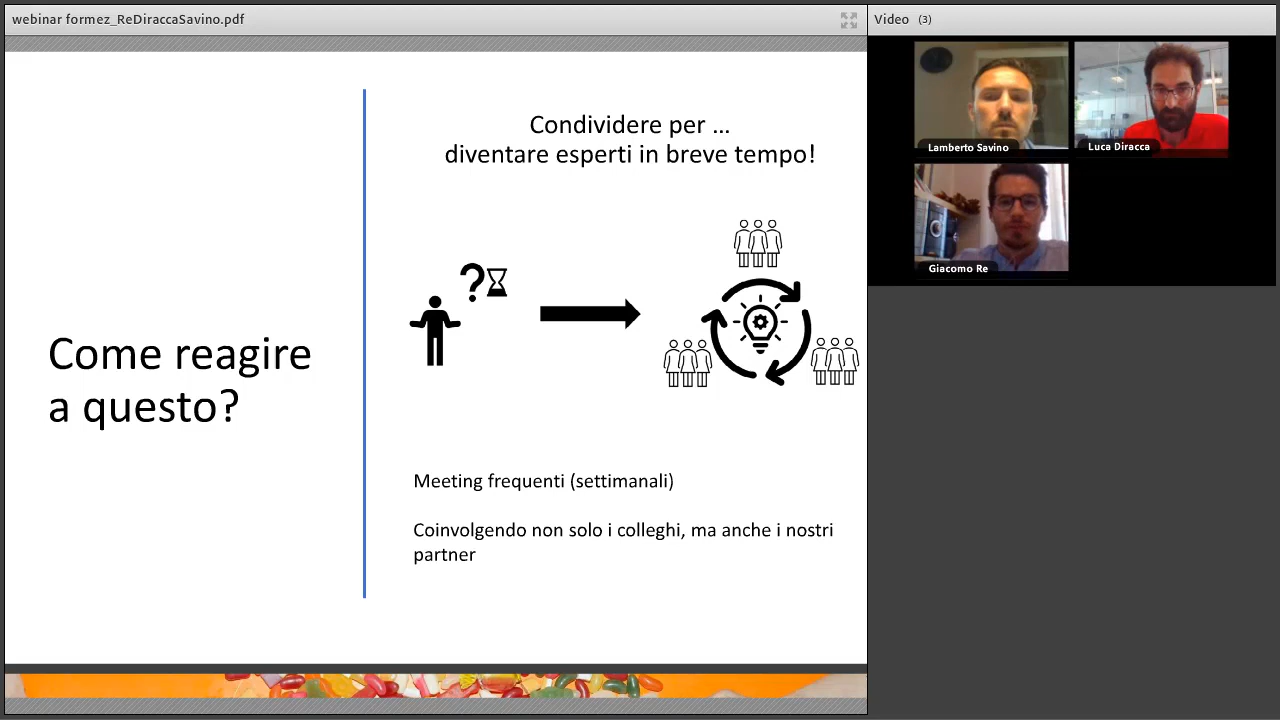 webinar formez_ReDiraccaSavino.pdf
Video (3)
Lamberto Savino
Luca Diracca
Giacomo Re
Come reagire
a questo?
Condividere per ...
diventare esperti in breve tempo!
?
Meeting frequenti (settimanali)
Coinvolgendo non solo i colleghi, ma anche i nostri
partner